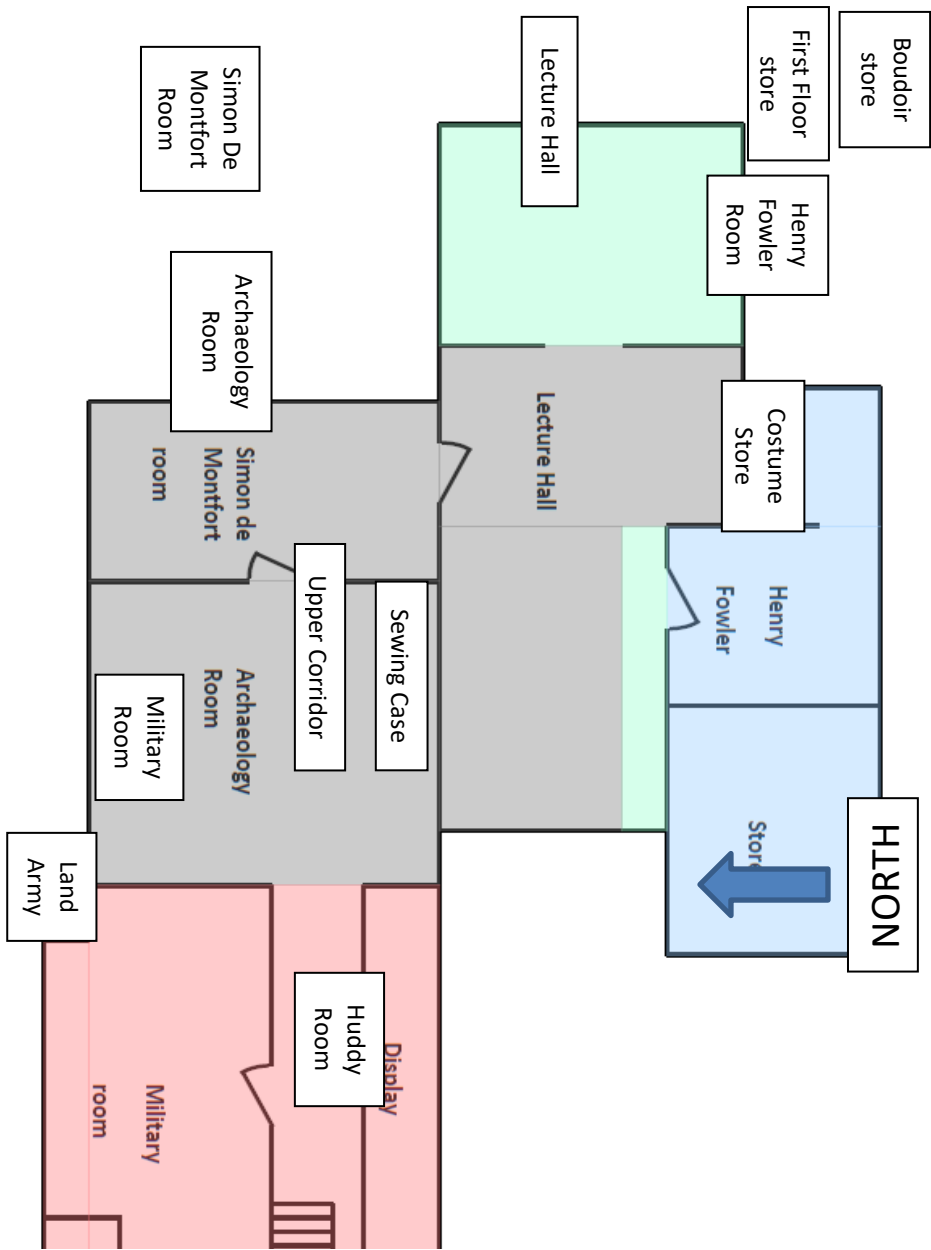 Boudoir
store
First Floor
store
Lecture Hall
Simon De
Montfort
Room
Henry
Fowler
Room
Archaeology
Room
Costume
Store
Lecture Hall
Simon de
Montfort
room
Henry
Fowler
Sewing Case
Upper Corridor
Archaeology
Room
Military
Room
NORTH
Store
Land
Army
Huddy
Room
Display
Military
room